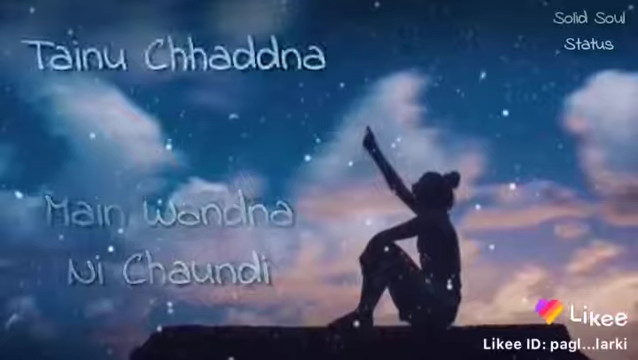 Solid Soul
Status
Tainu Chhaddna
Main Wandna
Ni Chaundi
Likee
Likee ID: pagl...larki